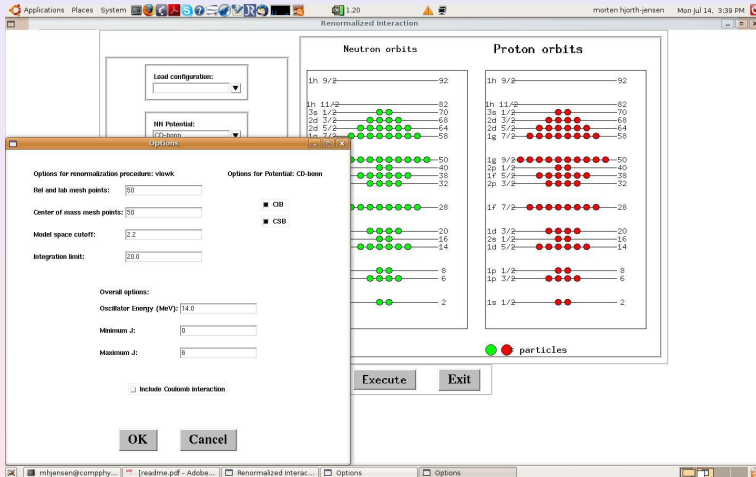 Applications Places System 1.20 morten hjorth-jensen Mon Jul 14, 3:39 PM
Renormalized Interaction
Load configuration:
NN Potential:
CD-bonn
Neutron orbits
1h 9/2 92
1h 11/2 82
3s 1/2 70
2d 3/2 68
2d 5/2 64
1g 7/2 58
50
40
38
32
28
20
16
14
8
6
2
Proton orbits
1h 9/2 92
1h 11/2 82
3s 1/2 70
2d 3/2 68
2d 5/2 64
1g 7/2 58
1g 9/2 50
2p 1/2 40
1f 5/2 38
2p 3/2 32
1f 7/2 28
1d 3/2 20
2s 1/2 16
1d 5/2 14
1p 1/2 8
1p 3/2 6
1s 1/2 2
particles
Execute Exit
Options
Options for renormalization procedure: vlowk
Options for Potential: CD-bonn
Rel and lab mesh points: 50
CIB
Center of mass mesh points: 50
CSB
Model space cutoff: 2.2
Integration limit: 20.0
Overall options:
Oscillator Energy (MeV): 14.0
Minimum J: 0
Maximum J: 6
Include Coulomb interaction
OK Cancel
mhjensen@compphy... [readme.pdf - Adobe... Renormalized Interac... Options Options